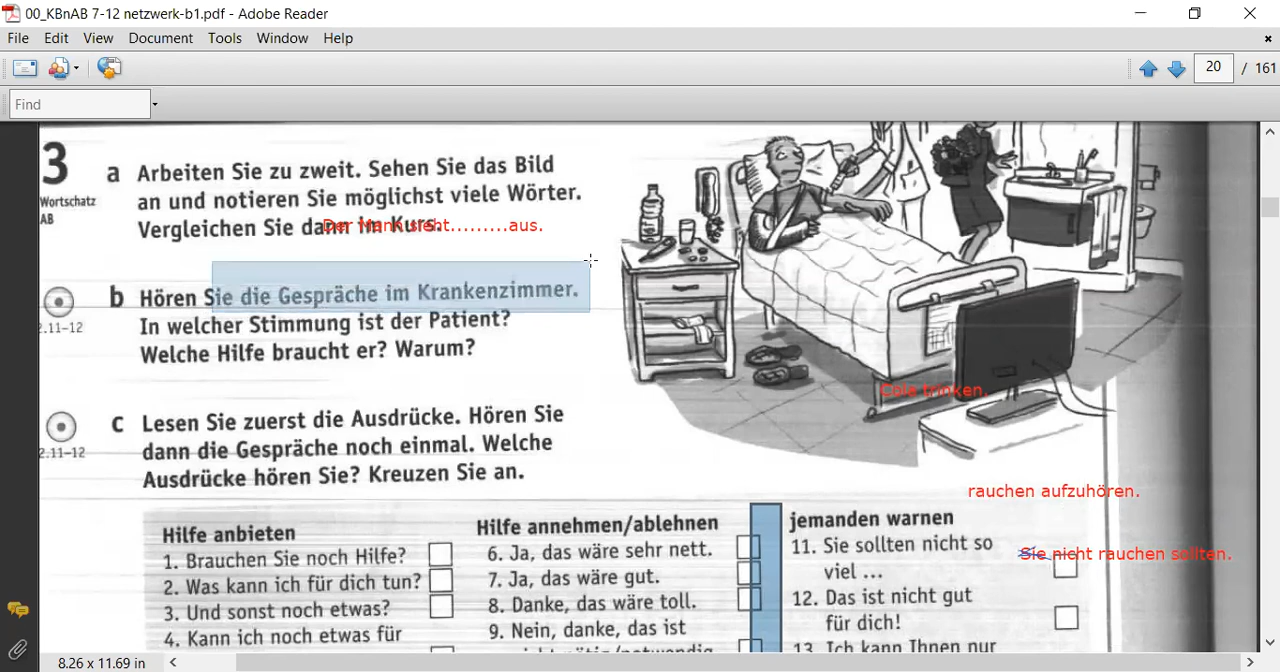 00_KBnAB 7-12 netzwerk-b1.pdf - Adobe Reader
File Edit View Document Tools Window Help
20 / 161
Find
3
Wortschatz
AB
a Arbeiten Sie zu zweit. Sehen Sie das Bild
an und notieren Sie möglichst viele Wörter.
Vergleichen Sie dann im Kurs.
Der Mann sieht.........aus.
b Hören Sie die Gespräche im Krankenzimmer.
2.11-12
In welcher Stimmung ist der Patient?
Welche Hilfe braucht er? Warum?
Cola trinken.
c Lesen Sie zuerst die Ausdrücke. Hören Sie
2.11-12
dann die Gespräche noch einmal. Welche
Ausdrücke hören Sie? Kreuzen Sie an.
rauchen aufzuhören.
Hilfe anbieten
1. Brauchen Sie noch Hilfe?
2. Was kann ich für dich tun?
3. Und sonst noch etwas?
4. Kann ich noch etwas für
Hilfe annehmen/ablehnen
6. Ja, das wäre sehr nett.
7. Ja, das wäre gut.
8. Danke, das wäre toll.
9. Nein, danke, das ist
nicht nötig/notwendig
jemanden warnen
11. Sie sollten nicht so
viel ...
12. Das ist nicht gut
für dich!
13. Ich kann Ihnen nur
Sie nicht rauchen sollten.
8.26 x 11.69 in